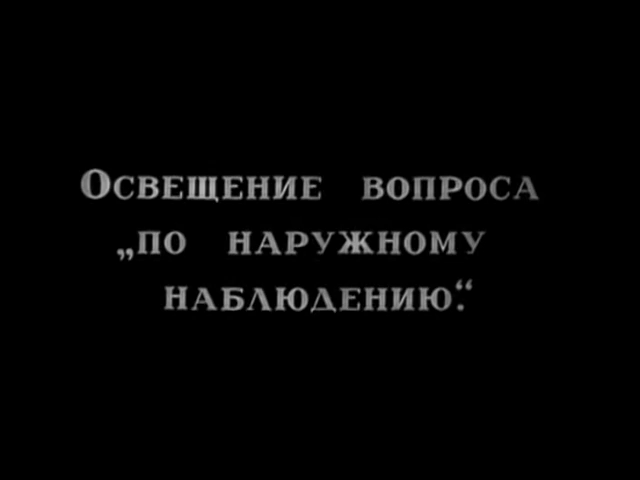 Освещение вопроса
„по наружному
наблюдению.“